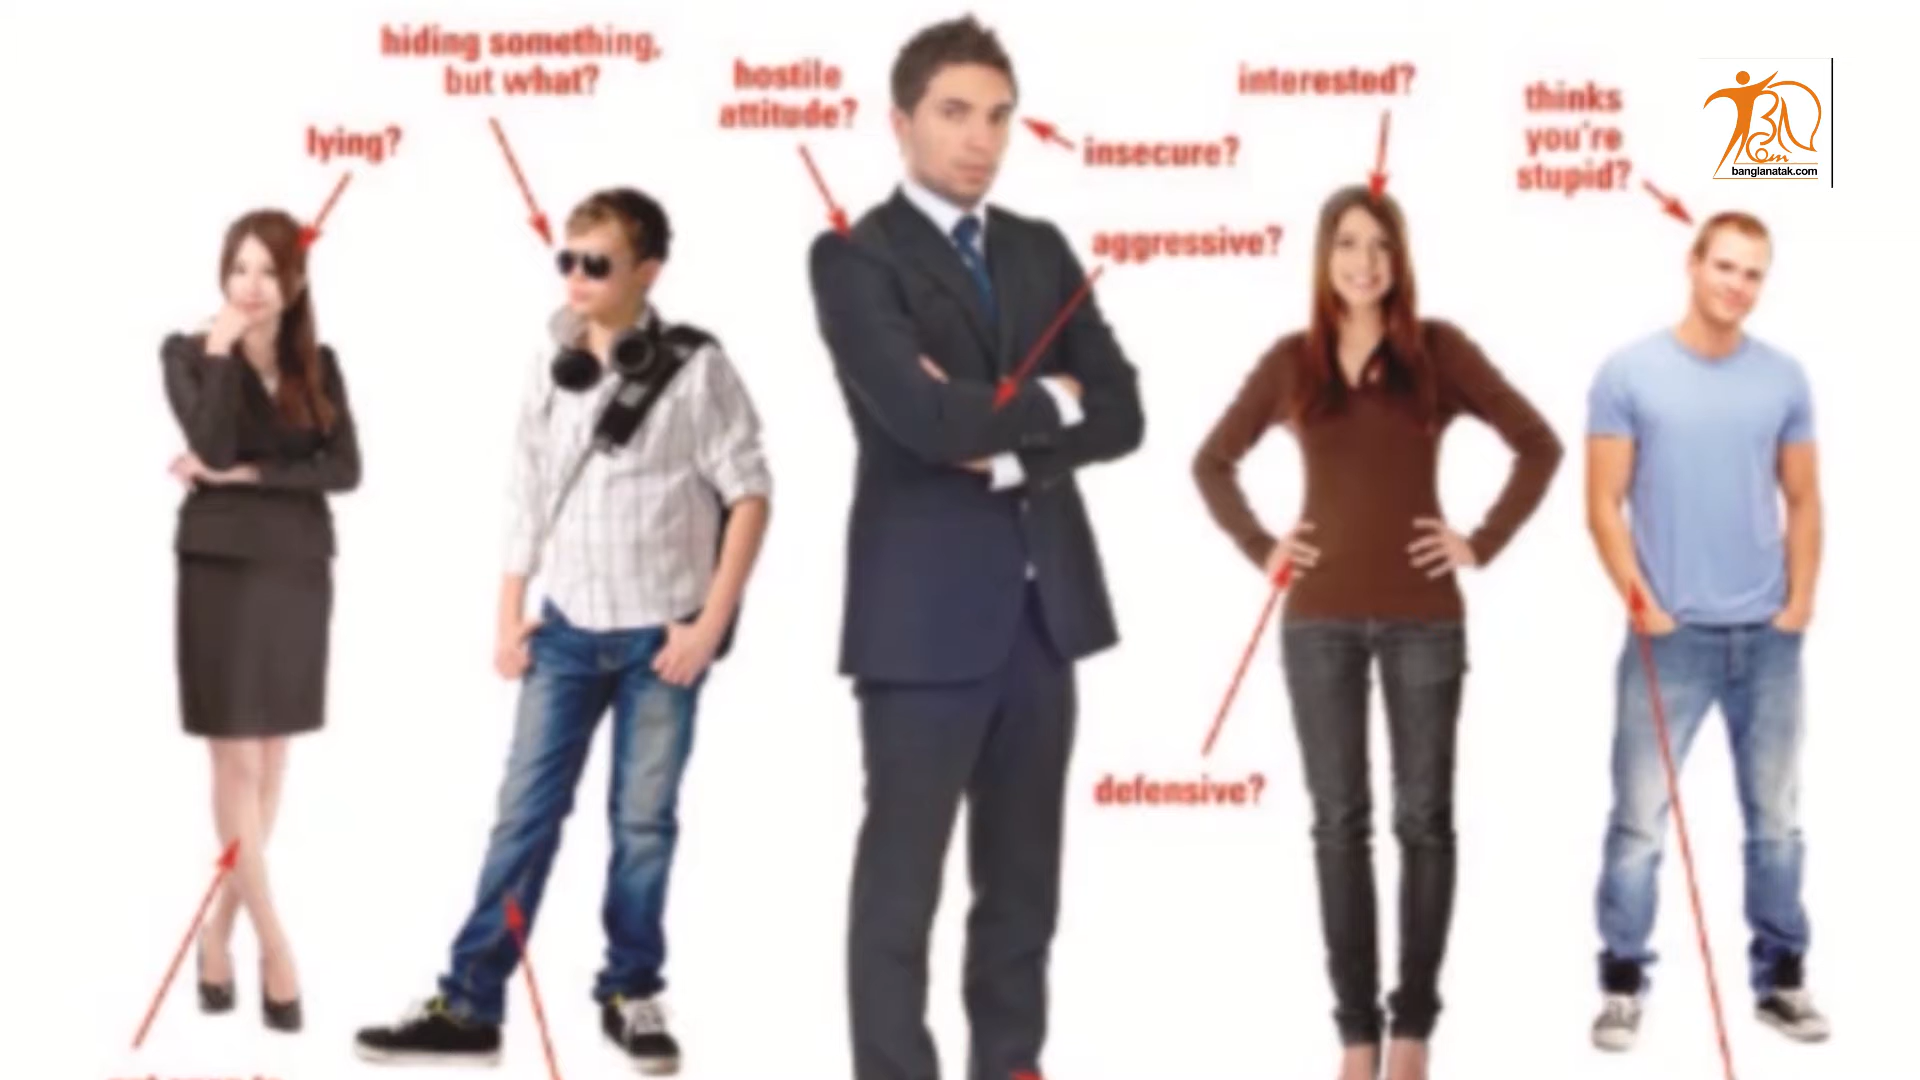 hiding something,
but what?
lying?
hostile
attitude?
insecure?
aggressive?
interested?
thinks
you're
stupid?
defensive?
banglanatak.com